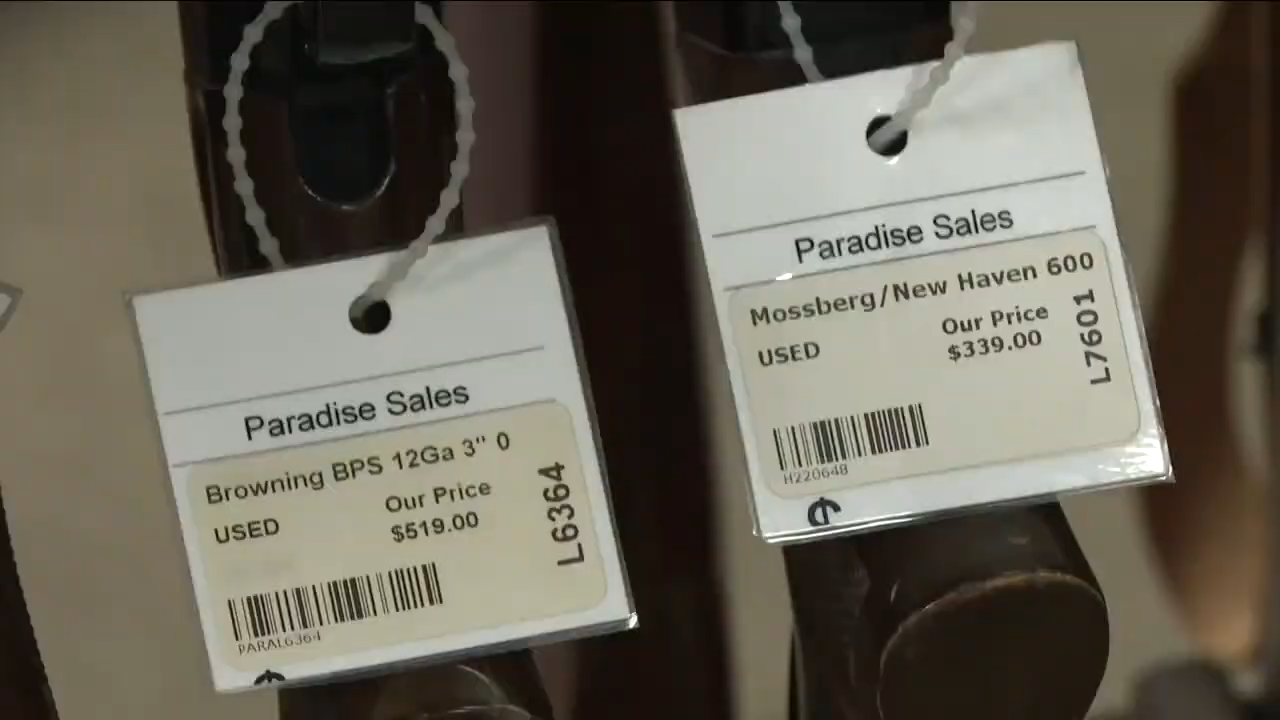 Paradise Sales
Browning BPS 12Ga 3" 0
USED
Our Price
$519.00
L6364
PARAL6364
Paradise Sales
Mossberg/New Haven 600
USED
Our Price
$339.00
L7601
H220648